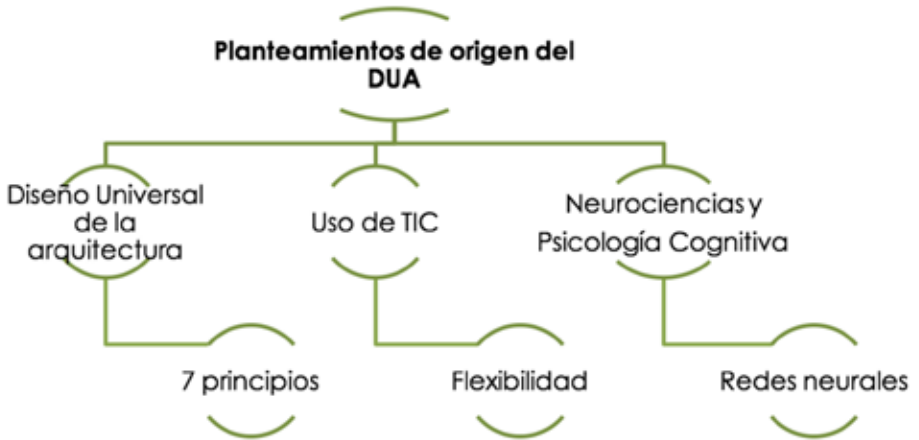 Planteamientos de origen del
DUA
Diseño Universal
de la
arquitectura
Uso de TIC
Neurociencias y
Psicología Cognitiva
7 principios
Flexibilidad
Redes neurales